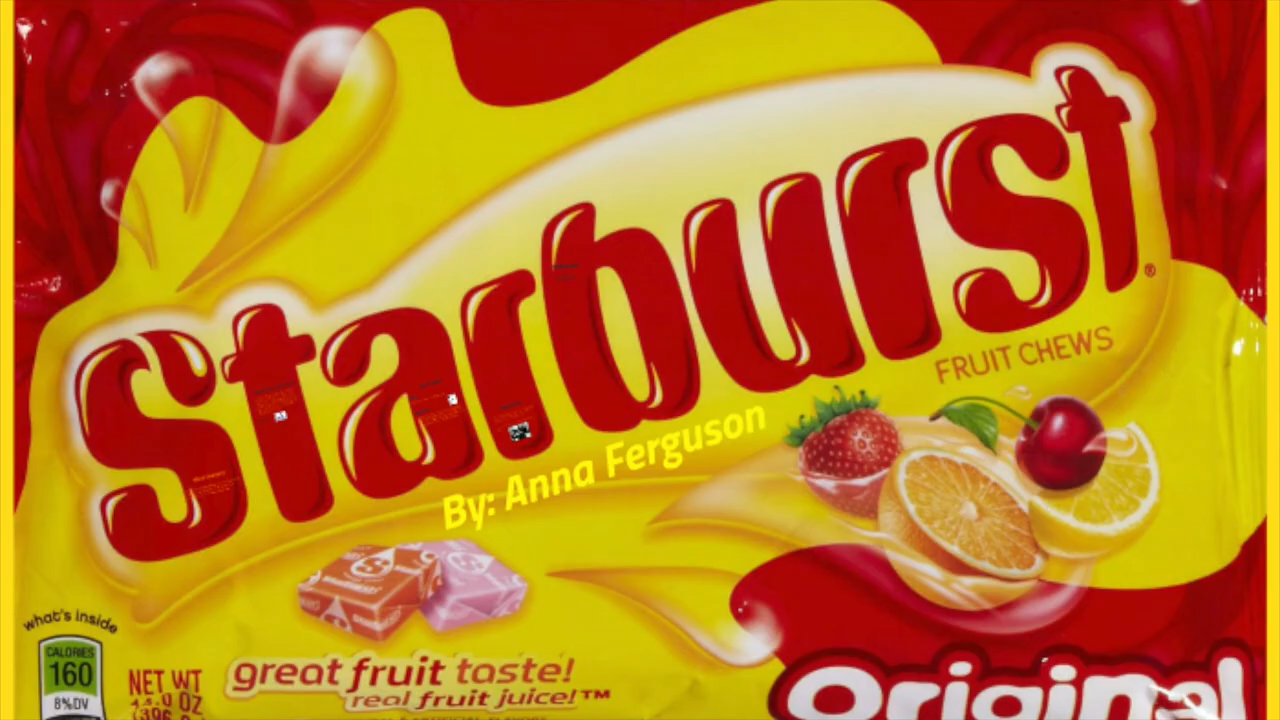 Starburst®
FRUIT CHEWS
By: Anna Ferguson
what's inside
CALORIES
160
8%DV
NET WT
great fruit taste!
real fruit juice!™
Original